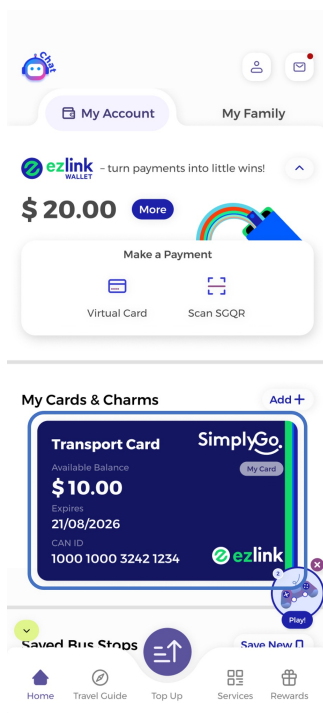 Chat
My Account
My Family
ezlink WALLET – turn payments into little wins!
$ 20.00 More
Make a Payment
Virtual Card Scan SGQR
My Cards & Charms Add +
Transport Card SimplyGo.
Available Balance My Card
$ 10.00
Expires
21/08/2026
CAN ID
1000 1000 3242 1234 ezlink
2
Play!
Saved Bus Stops Save New
Home Travel Guide Top Up Services Rewards